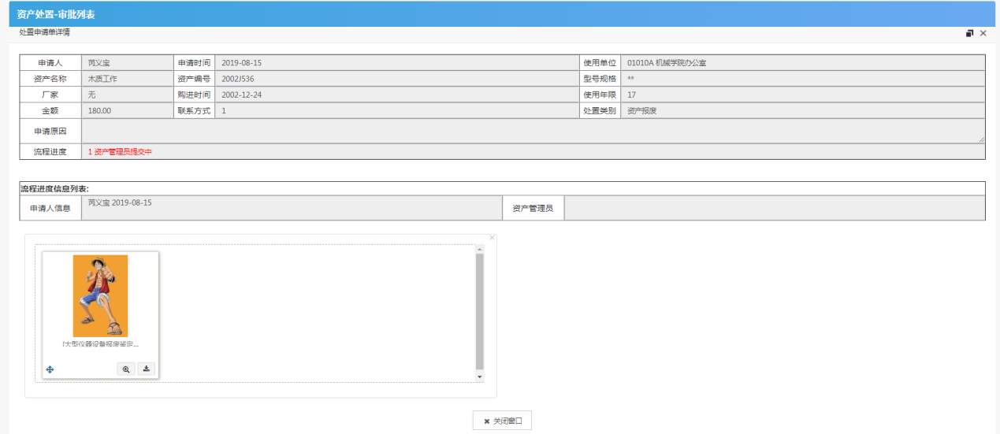 资产处置-审批列表
处置申请单详情
申请人 芮义宝 申请时间 2019-08-15 使用单位 01010A 机械学院办公室
资产名称 木质工作 资产编号 2002J536 型号规格 **
厂家 无 购进时间 2002-12-24 使用年限 17
金额 180.00 联系方式 1 处置类别 资产报废
申请原因
流程进度 1 资产管理员提交中
流程进度信息列表:
申请人信息 芮义宝 2019-08-15 资产管理员
(大型仪器设备报废鉴定...
关闭窗口